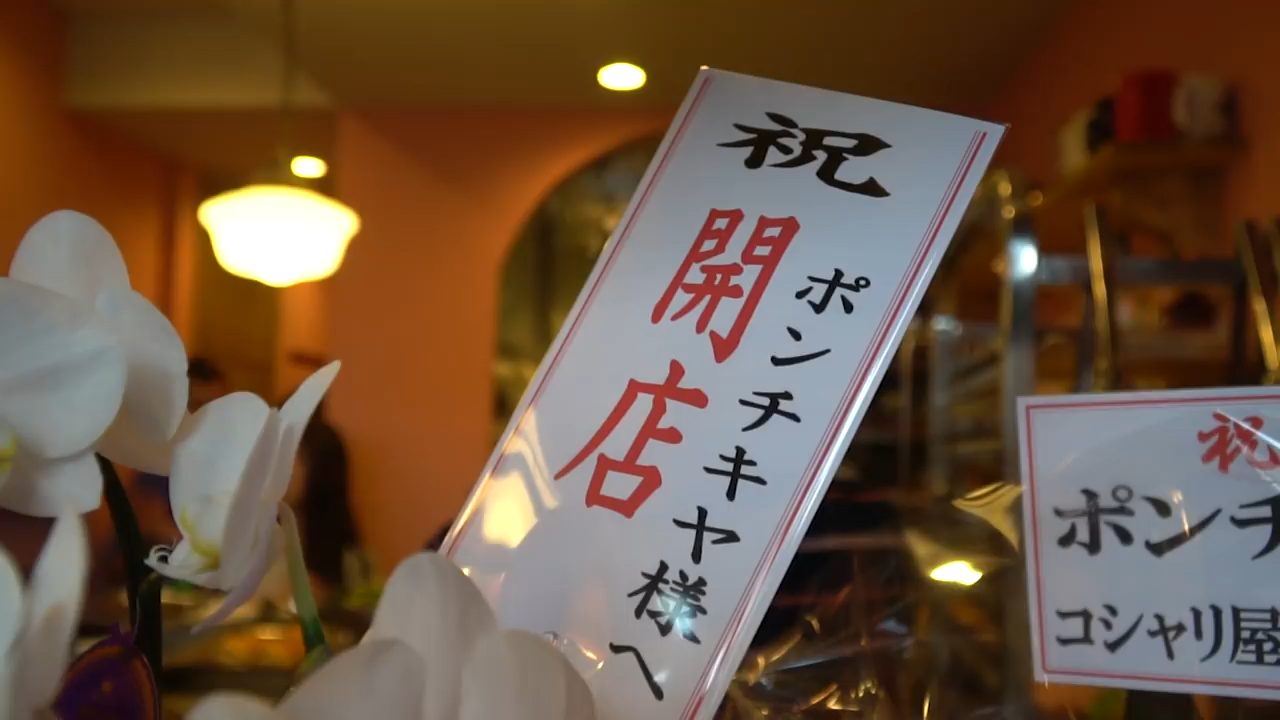 祝
開店
ポンチキヤ様へ
祝
ポンチ
コシャリ屋